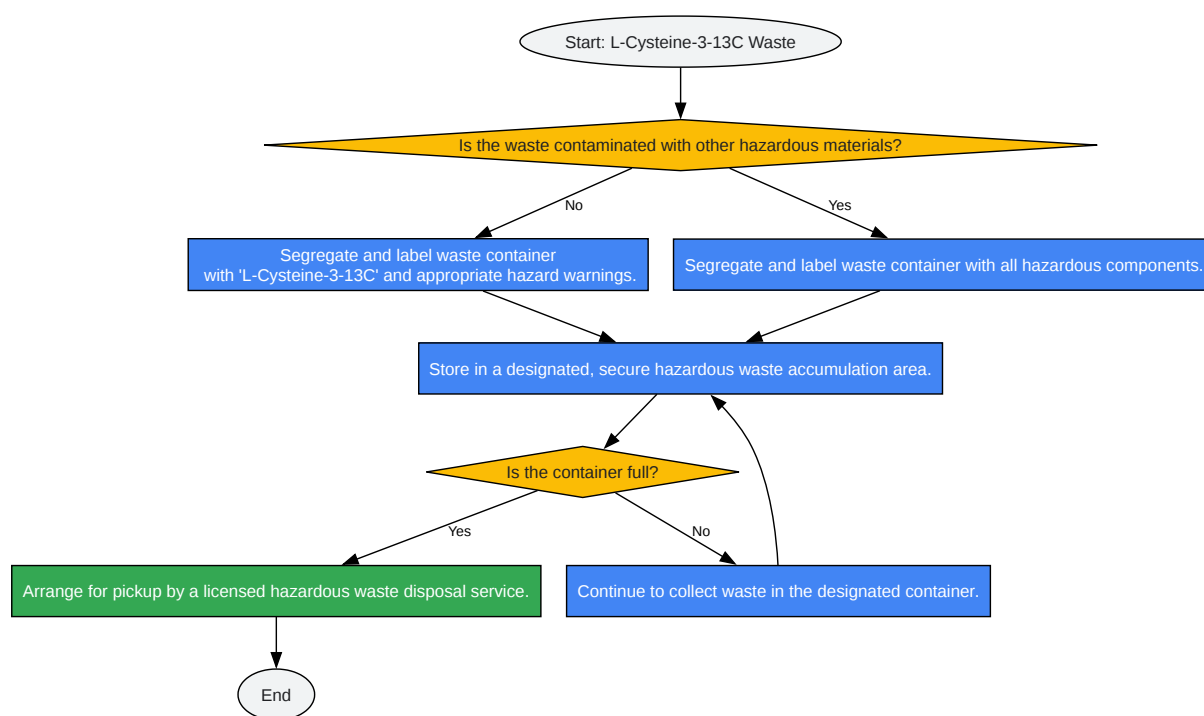 Start: L-Cysteine-3-13C Waste
Is the waste contaminated with other hazardous materials?
No
Yes
Segregate and label waste container
with 'L-Cysteine-3-13C' and appropriate hazard warnings.
Segregate and label waste container with all hazardous components.
Store in a designated, secure hazardous waste accumulation area.
Is the container full?
Yes
No
Arrange for pickup by a licensed hazardous waste disposal service.
Continue to collect waste in the designated container.
End